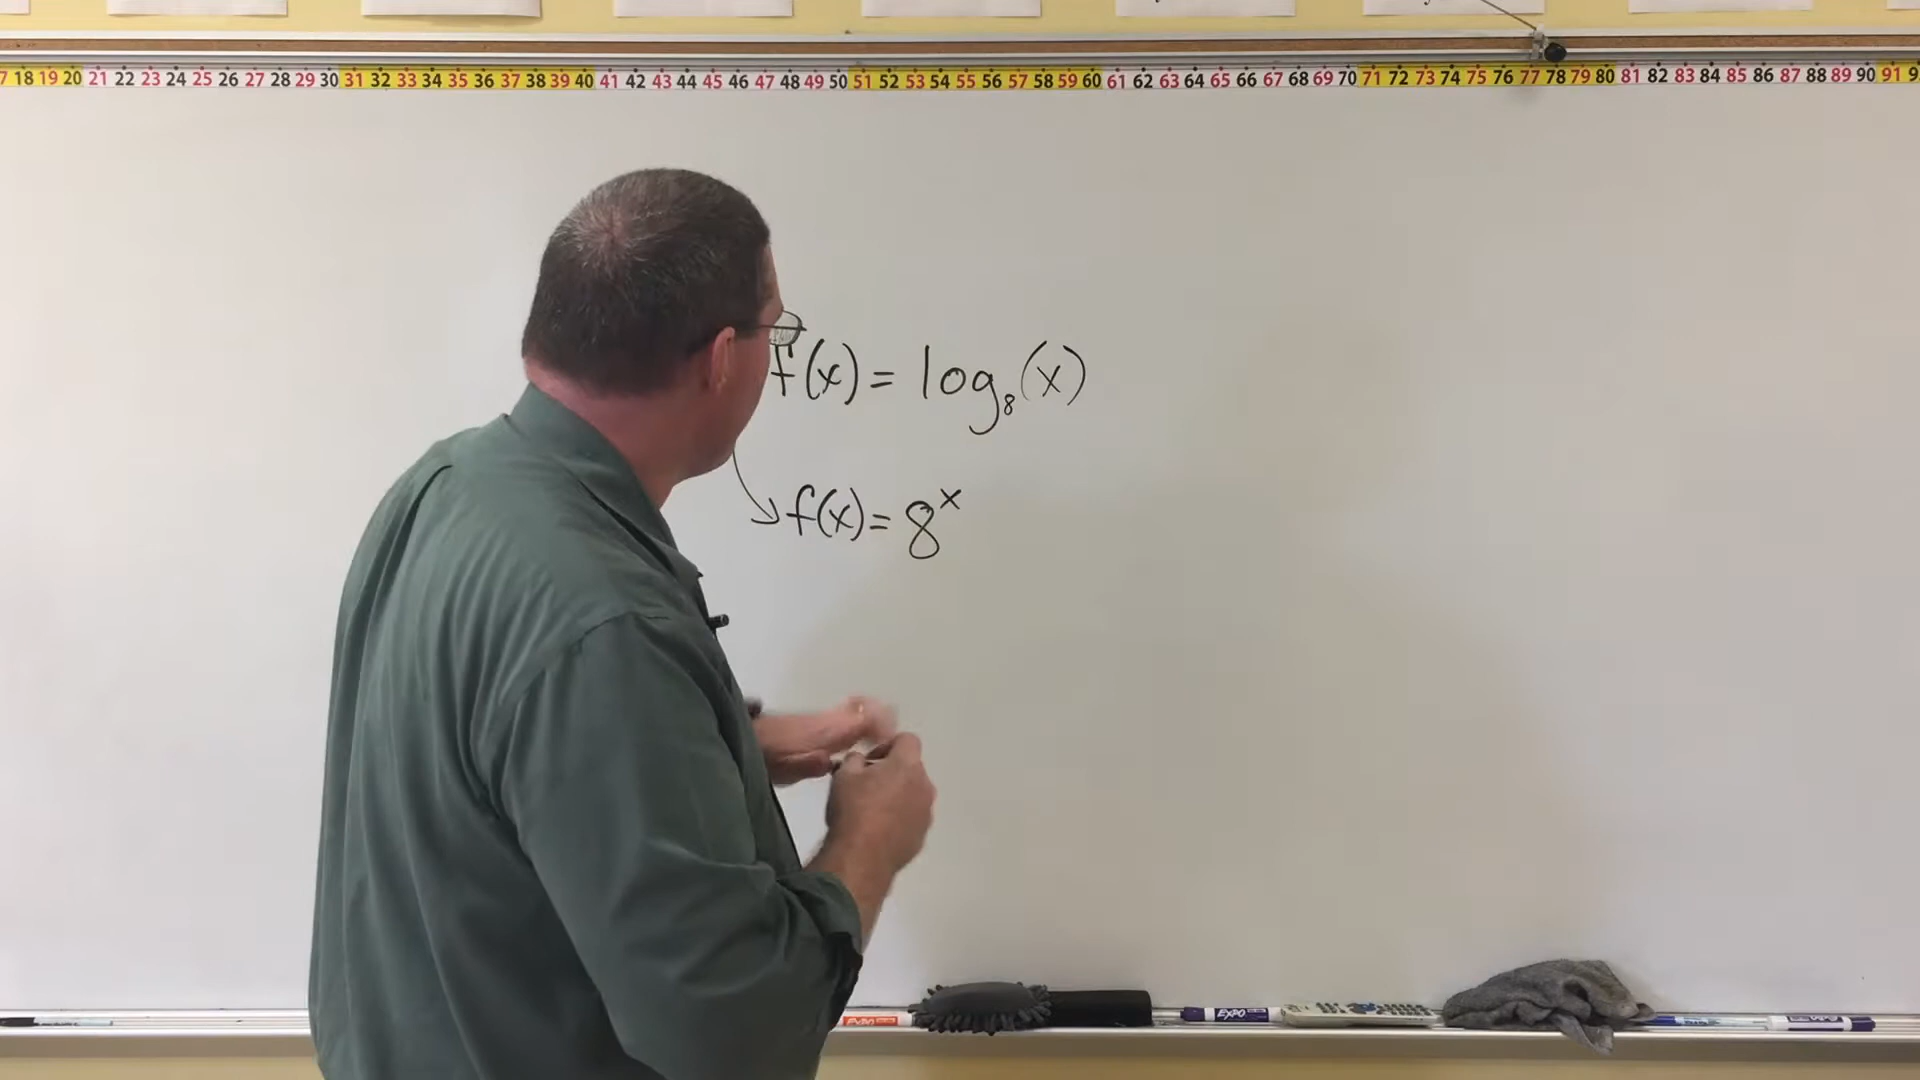 7 18 19 20 21 22 23 24 25 26 27 28 29 30 31 32 33 34 35 36 37 38 39 40 41 42 43 44 45 46 47 48 49 50 51 52 53 54 55 56 57 58 59 60 61 62 63 64 65 66 67 68 69 70 71 72 73 74 75 76 77 78 79 80 81 82 83 84 85 86 87 88 89 90 91 9
f(x) = log₈(x)
f(x) = 8ˣ
EXPO EXPO